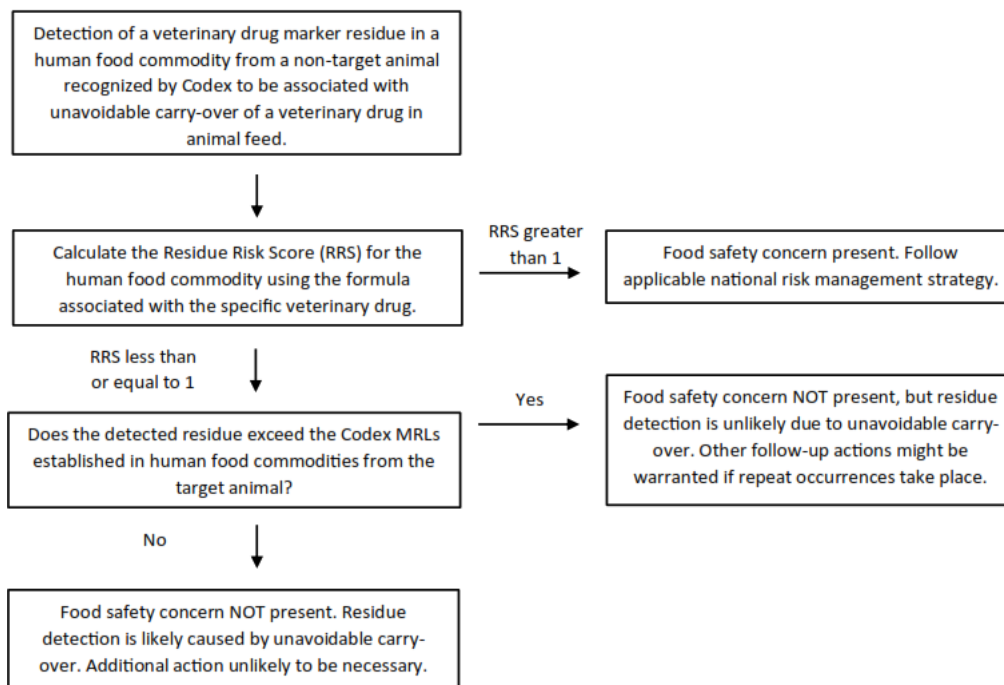 Detection of a veterinary drug marker residue in a
human food commodity from a non-target animal
recognized by Codex to be associated with
unavoidable carry-over of a veterinary drug in
animal feed.
Calculate the Residue Risk Score (RRS) for the
human food commodity using the formula
associated with the specific veterinary drug.
RRS greater
than 1
Food safety concern present. Follow
applicable national risk management strategy.
RRS less than
or equal to 1
Does the detected residue exceed the Codex MRLs
established in human food commodities from the
target animal?
Yes
Food safety concern NOT present, but residue
detection is unlikely due to unavoidable carry-
over. Other follow-up actions might be
warranted if repeat occurrences take place.
No
Food safety concern NOT present. Residue
detection is likely caused by unavoidable carry-
over. Additional action unlikely to be necessary.